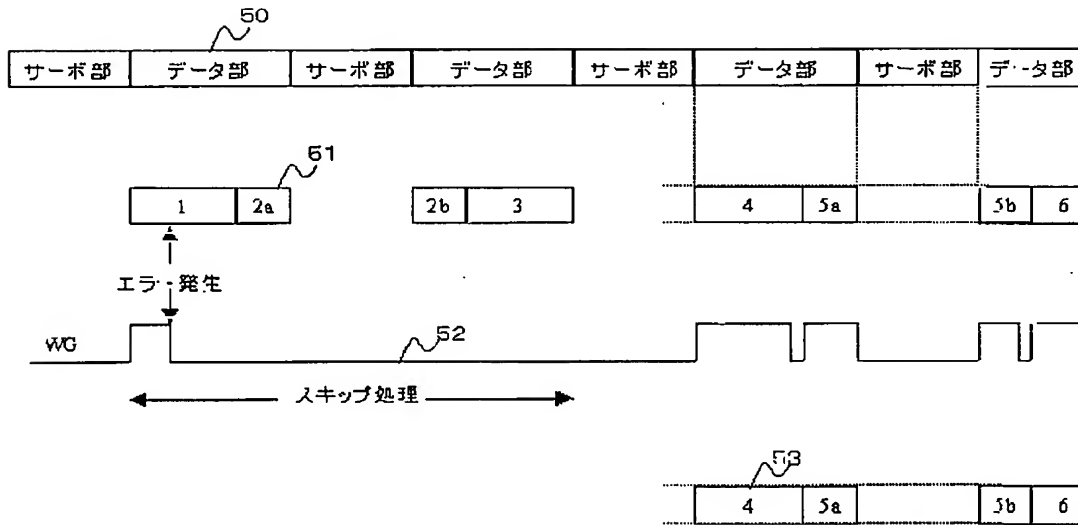 50
サーボ部 データ部 サーボ部 データ部 サーボ部 データ部 サーボ部 データ部
51
1 2a 2b 3 4 5a 5b 6
エラー発生
WG
52
スキップ処理
53
4 5a 5b 6